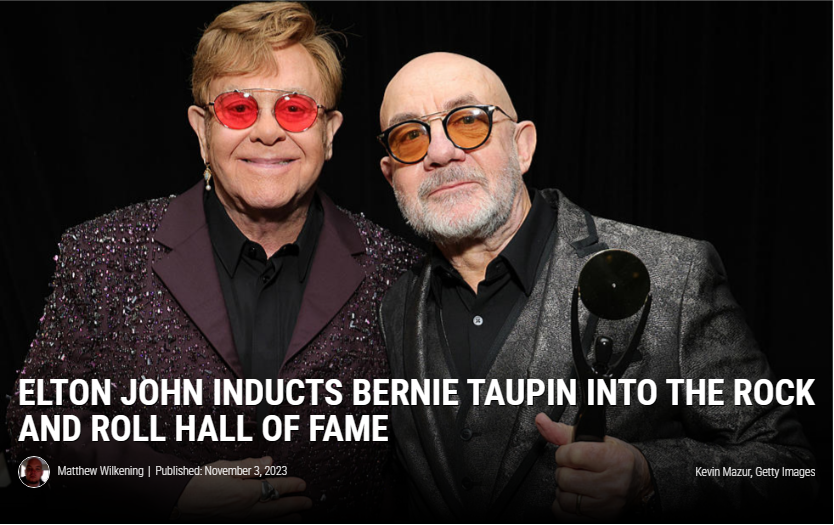 ELTON JOHN INDUCTS BERNIE TAUPIN INTO THE ROCK
AND ROLL HALL OF FAME
Matthew Wilkening | Published: November 3, 2023
Kevin Mazur, Getty Images